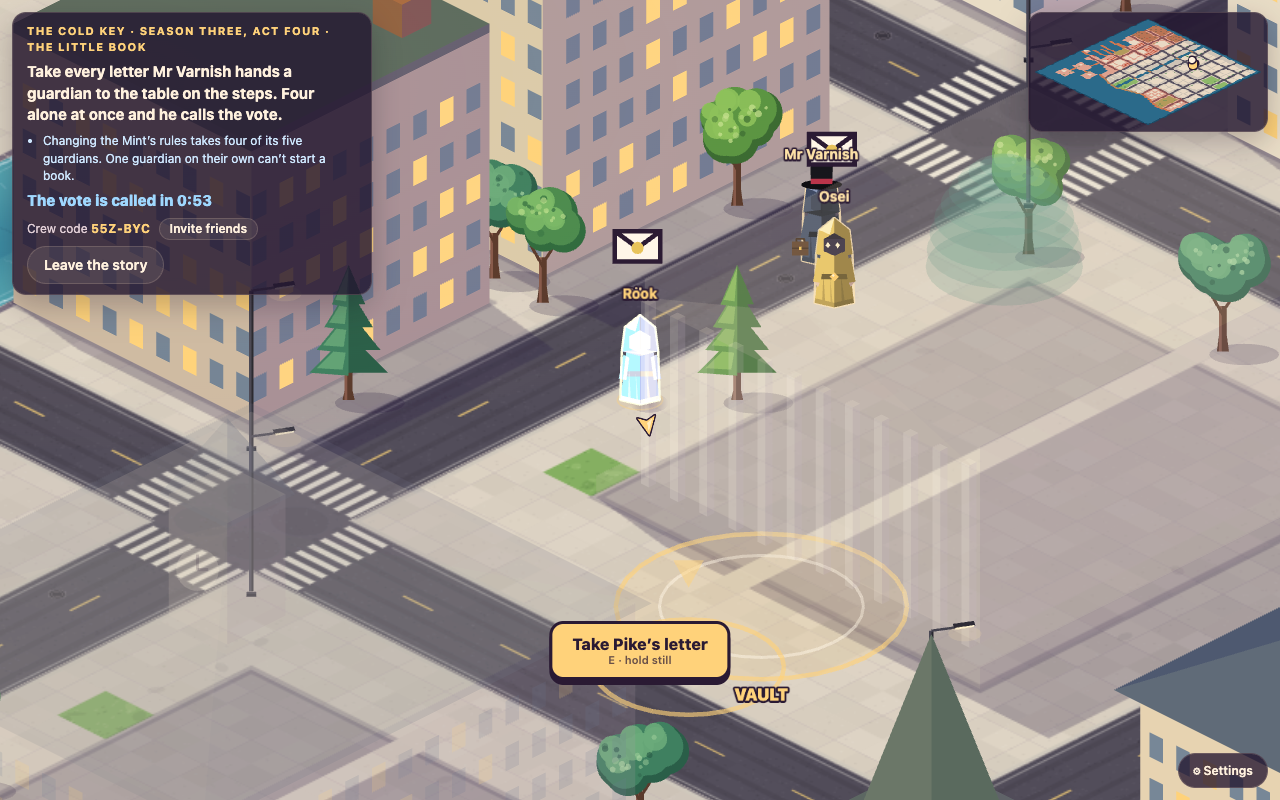 THE COLD KEY · SEASON THREE, ACT FOUR ·
THE LITTLE BOOK
Take every letter Mr Varnish hands a
guardian to the table on the steps. Four
alone at once and he calls the vote.
• Changing the Mint’s rules takes four of its five
guardians. One guardian on their own can’t start a
book.
The vote is called in 0:53
Crew code 55Z-BYC Invite friends
Leave the story
Mr Varnish
Osei
Take Pike’s letter
E · hold still
VAULT
Settings